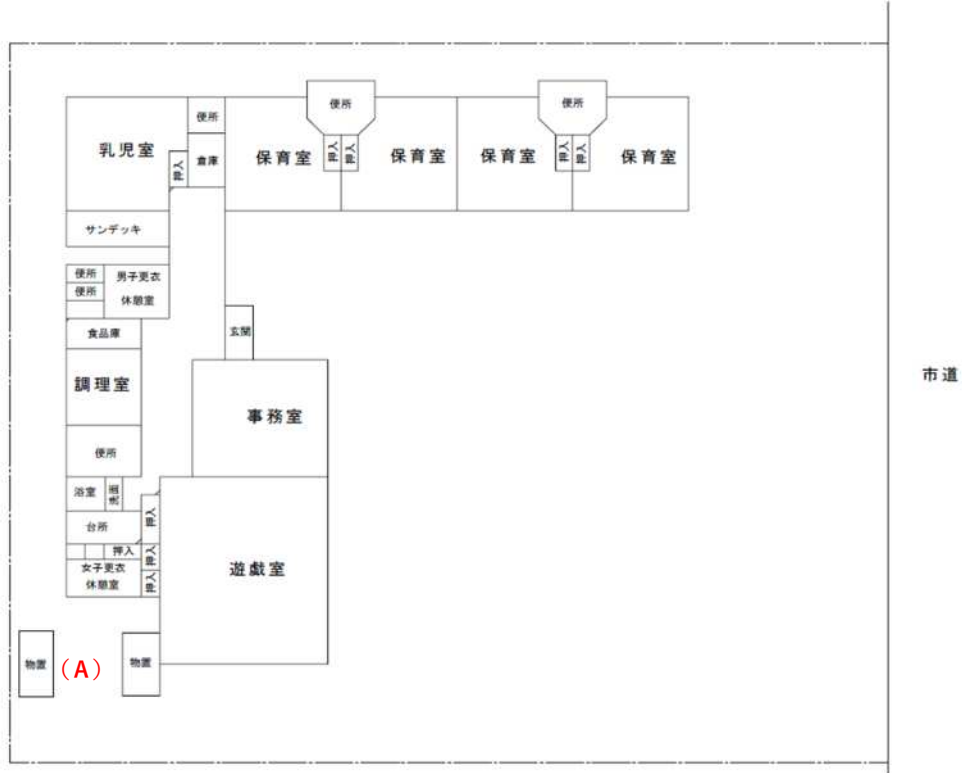 便所
便所
便所
乳児室
押入
倉庫
保育室
押入
押入
保育室
保育室
押入
押入
保育室
サンデッキ
便所
便所
男子更衣
休憩室
食品庫
玄関
調理室
事務室
市道
便所
浴室
洗面
押入
台所
押入
押入
女子更衣
休憩室
押入
遊戯室
物置
(A)
物置